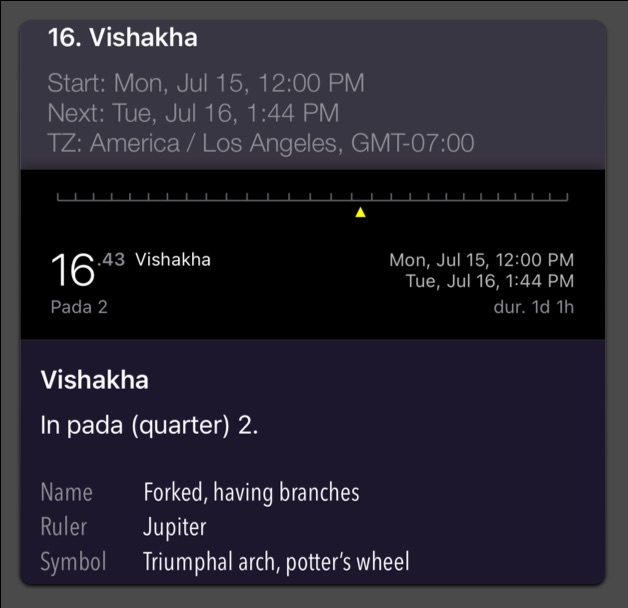 16. Vishakha
Start: Mon, Jul 15, 12:00 PM
Next: Tue, Jul 16, 1:44 PM
TZ: America / Los Angeles, GMT-07:00
16.43 Vishakha
Mon, Jul 15, 12:00 PM
Tue, Jul 16, 1:44 PM
Pada 2
dur. 1d 1h
Vishakha
In pada (quarter) 2.
Name Forked, having branches
Ruler Jupiter
Symbol Triumphal arch, potter’s wheel